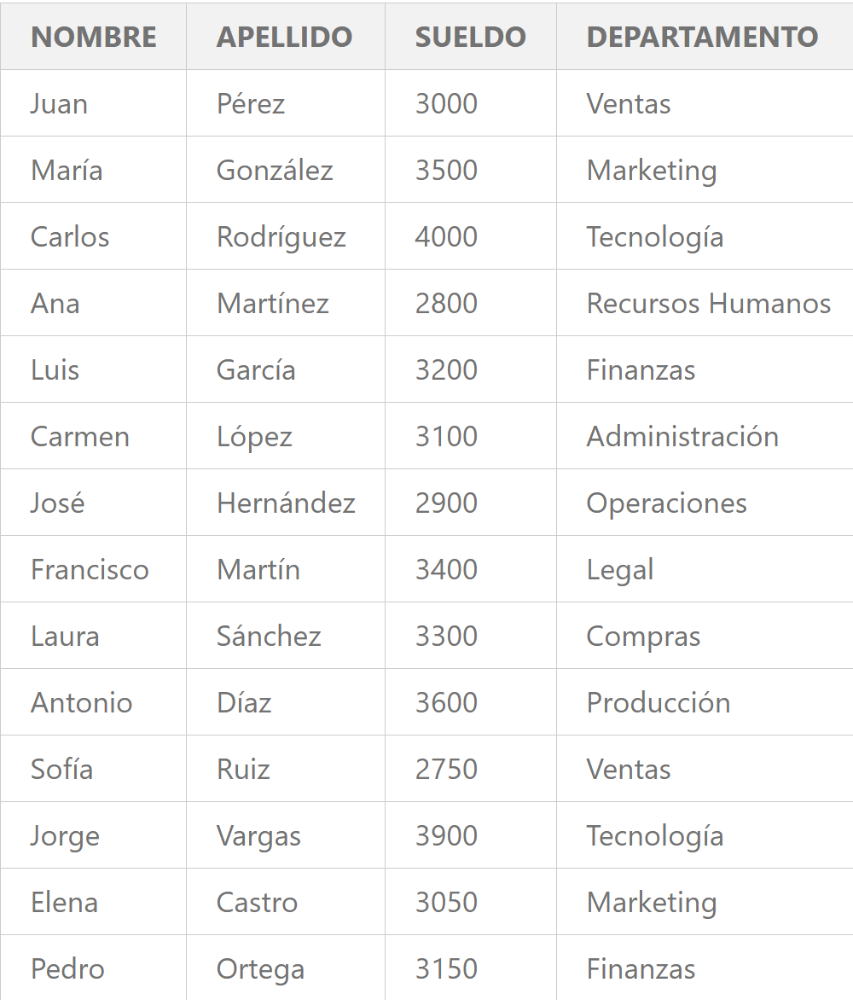 NOMBRE APELLIDO SUELDO DEPARTAMENTO
Juan Pérez 3000 Ventas
María González 3500 Marketing
Carlos Rodríguez 4000 Tecnología
Ana Martínez 2800 Recursos Humanos
Luis García 3200 Finanzas
Carmen López 3100 Administración
José Hernández 2900 Operaciones
Francisco Martín 3400 Legal
Laura Sánchez 3300 Compras
Antonio Díaz 3600 Producción
Sofía Ruiz 2750 Ventas
Jorge Vargas 3900 Tecnología
Elena Castro 3050 Marketing
Pedro Ortega 3150 Finanzas